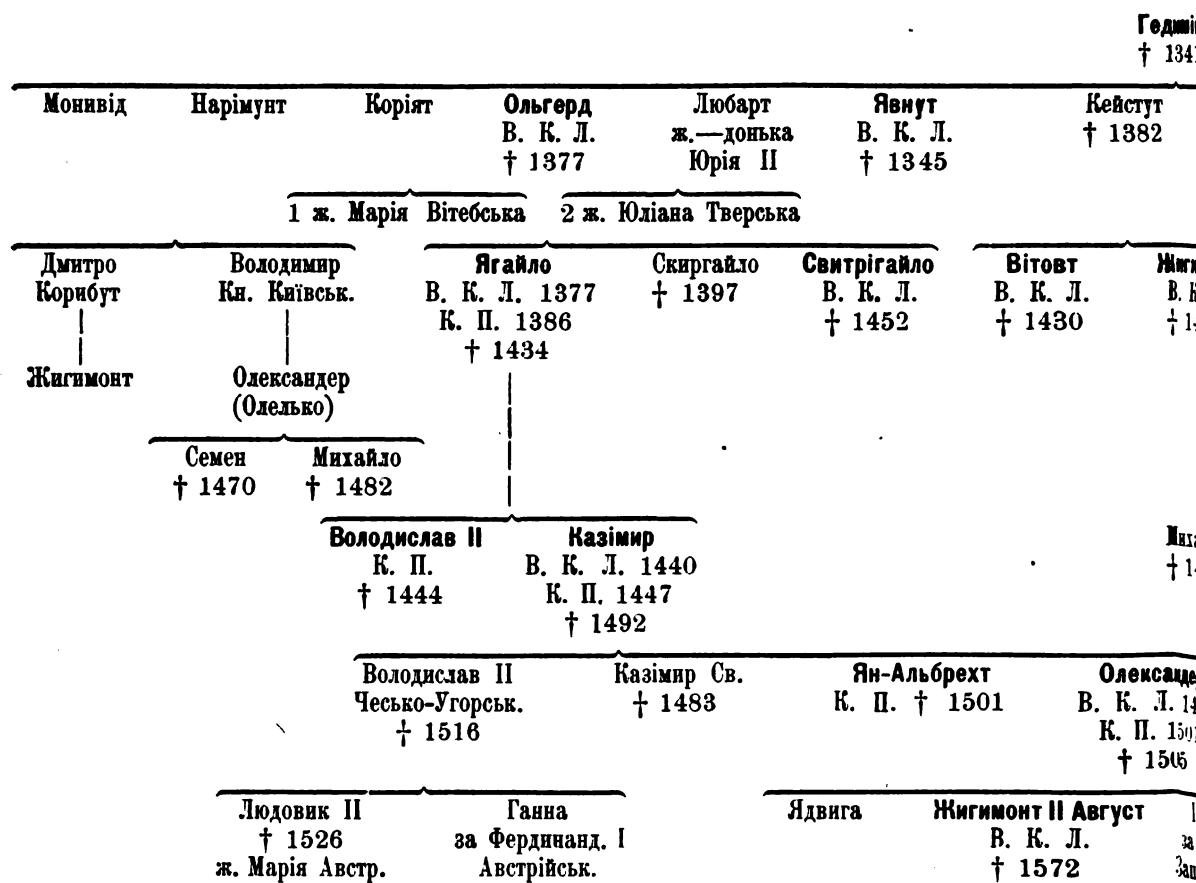 † 134
Монивід Нарімунт Коріят Ольгерд Любарт Явнут Кейстут
В. К. Л. ж.—донька В. К. Л. † 1382
† 1377 Юрія II † 1345
1 ж. Марія Вітебська 2 ж. Юліана Тверська
Дмитро Володимир Ягайло Скиргайло Свитрігайло Вітовт
Корибут Кн. Київськ. В. К. Л. 1377 † 1397 В. К. Л. В. К. Л.
К. П. 1386 † 1452 † 1430
† 1434
Жигимонт Олександер
(Олелько)
Семен Михайло
† 1470 † 1482
Володислав II Казімир
К. П. В. К. Л. 1440
† 1444 К. П. 1447
† 1492
Володислав II Казімир Св. Ян-Альбрехт
Чесько-Угорськ. † 1483 К. П. † 1501 В. К. Л.
† 1516 К. П.
† 1505
Людовик II Ганна Ядвига Жигимонт II Август
† 1526 за Фердинанд. І В. К. Л.
ж. Марія Австр. Австрійськ. † 1572